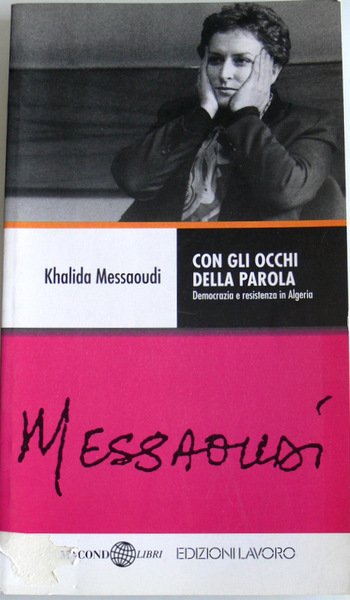 Khalida Messaoudi
CON GLI OCCHI
DELLA PAROLA
Democrazia e resistenza in Algeria
MESSAOUDI
LIBRI
EDIZIONI LAVORO